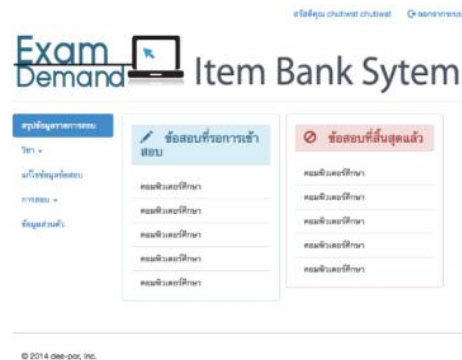 สวัสดีคุณ chutiwat chutiwat ออกจากระบบ
Exam
Demand
Item Bank Sytem
สรุปข้อมูลรายการสอบ
วิชา
แก้ไขข้อมูลข้อสอบ
การสอบ
ข้อมูลส่วนตัว
ข้อสอบที่รอการเข้า
สอบ
คอมพิวเตอร์ศึกษา
คอมพิวเตอร์ศึกษา
คอมพิวเตอร์ศึกษา
คอมพิวเตอร์ศึกษา
คอมพิวเตอร์ศึกษา
ข้อสอบที่สิ้นสุดแล้ว
คอมพิวเตอร์ศึกษา
คอมพิวเตอร์ศึกษา
คอมพิวเตอร์ศึกษา
คอมพิวเตอร์ศึกษา
คอมพิวเตอร์ศึกษา
© 2014 dee-por, inc.